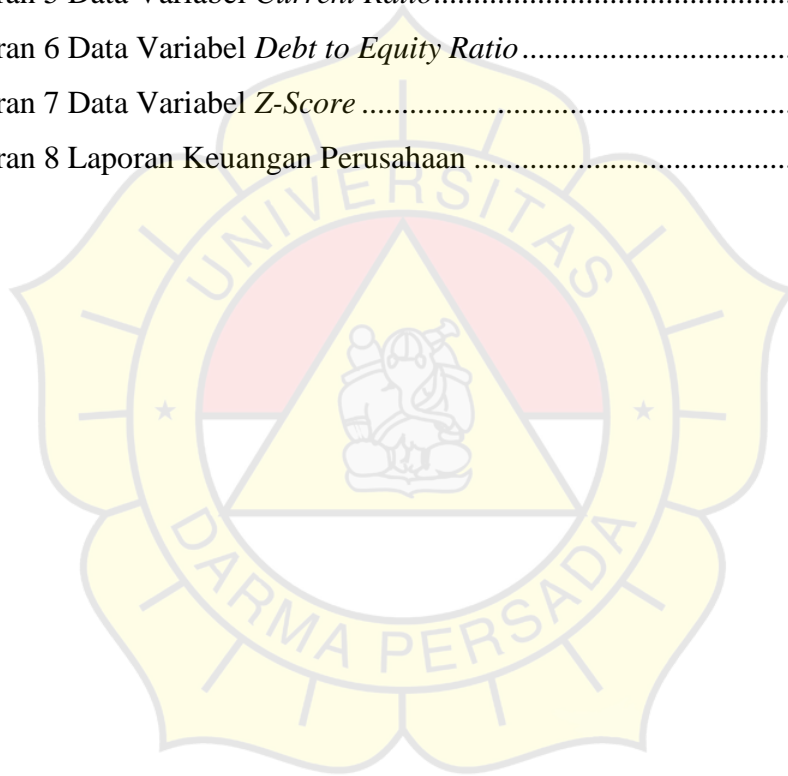 ran 5 Data Variabel Current Ratio...........................................
ran 6 Data Variabel Debt to Equity Ratio..................................
ran 7 Data Variabel Z-Score ......................................................
ran 8 Laporan Keuangan Perusahaan ........................................
UNIVERSITAS
DARMA PERSADA